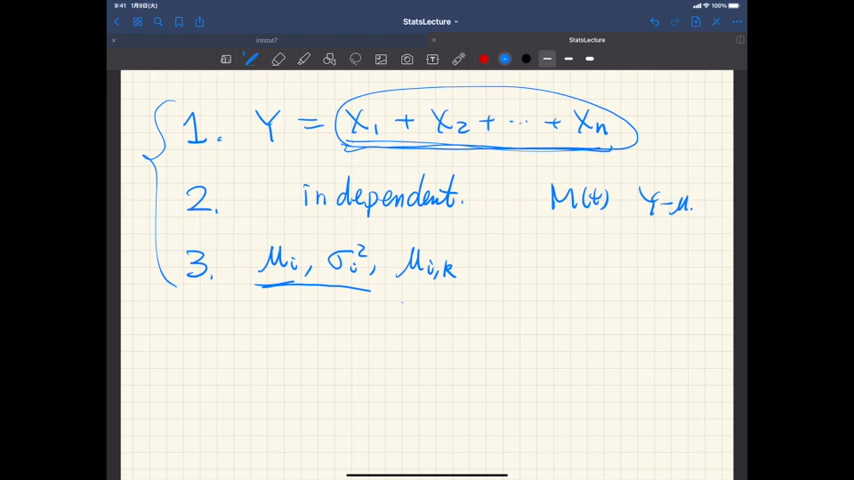 9:41 1月9日(火)
100%
StatsLecture
intstat7
StatsLecture
1. Y = X₁ + X₂ + ··· + Xₙ
2. independent. M(t) Y-μ.
3. μᵢ, σᵢ², μᵢ,ₖ